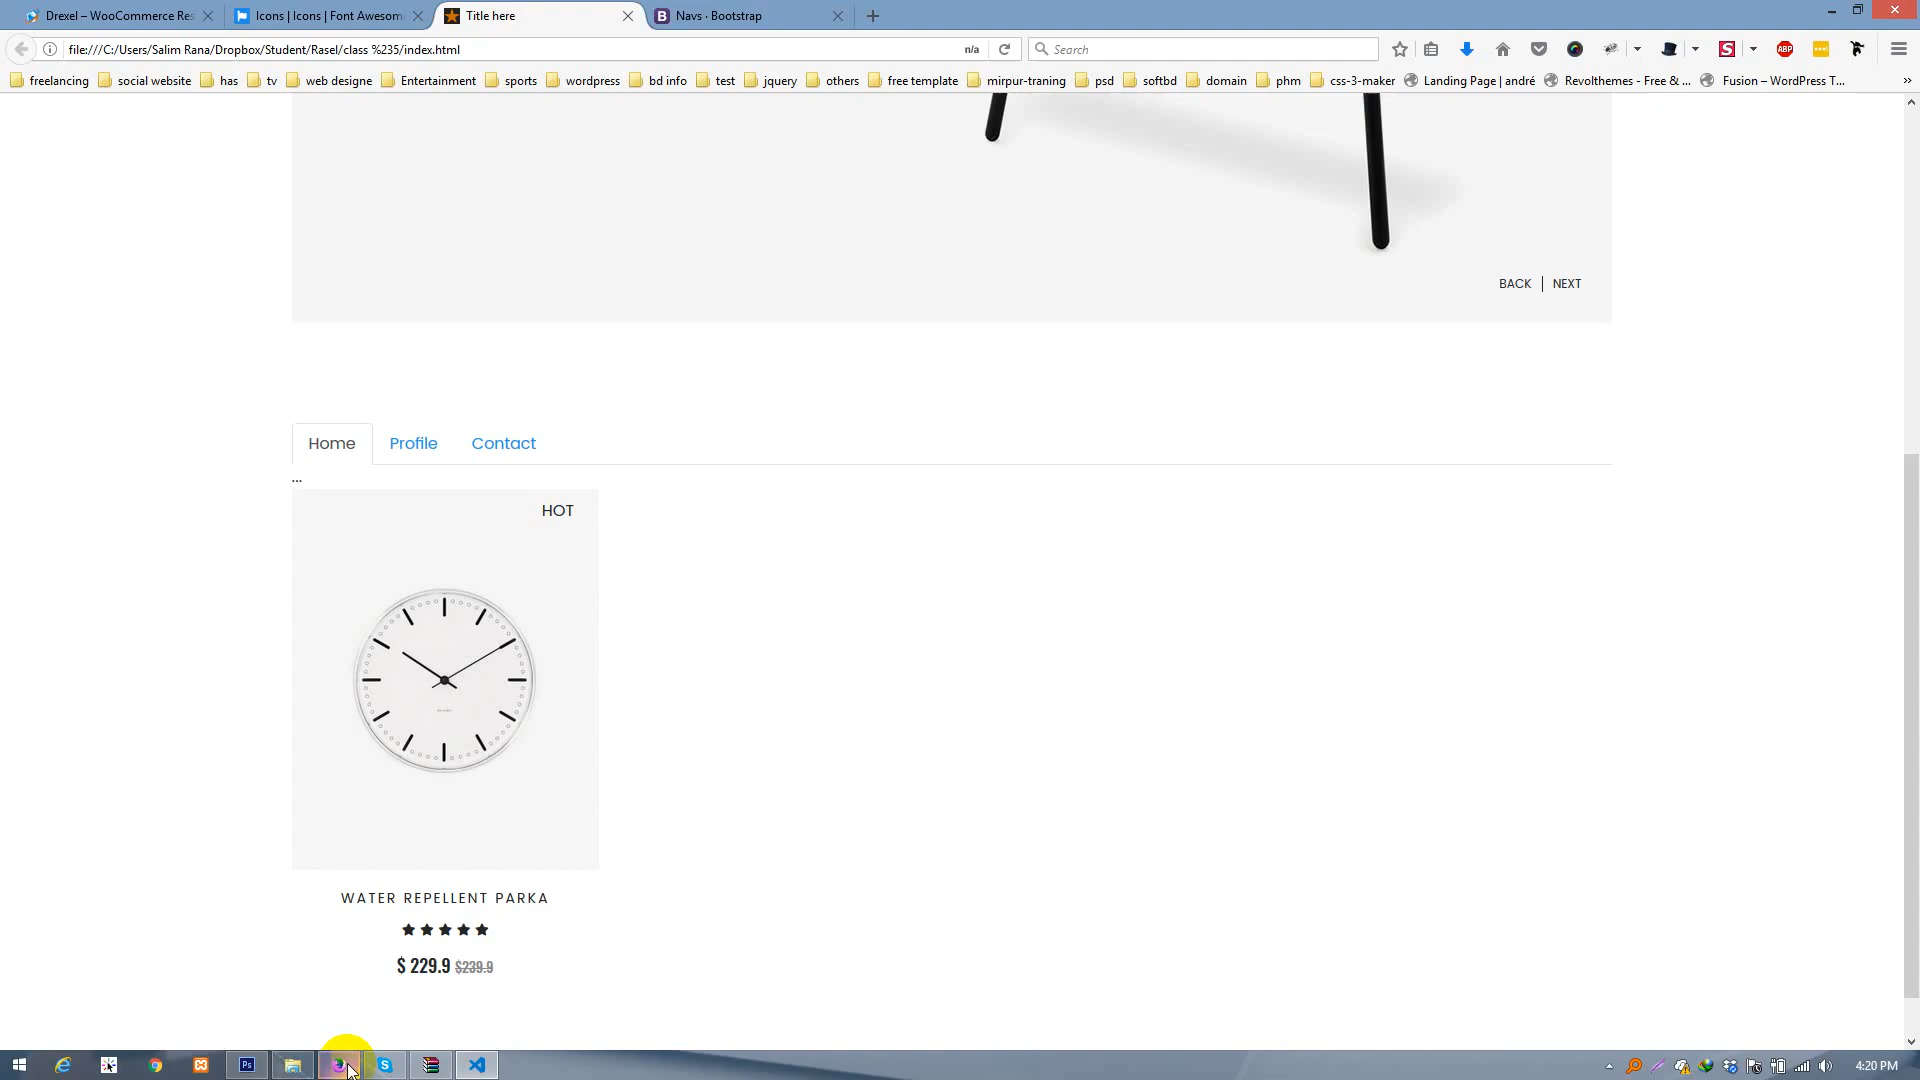 Drexel – WooCommerce Res
Icons | Icons | Font Awesom
Title here
Navs · Bootstrap
file:///C:/Users/Salim Rana/Dropbox/Student/Rasel/class %235/index.html
n/a
Search
S
ABP
freelancing
social website
has
tv
web designe
Entertainment
sports
wordpress
bd info
test
jquery
others
free template
mirpur-traning
psd
softbd
domain
phm
css-3-maker
Landing Page | andré
Revolthemes - Free & ...
Fusion – WordPress T...
»
BACK | NEXT
Home
Profile
Contact
...
HOT
WATER REPELLENT PARKA
$ 229.9 $239.9
Ps
4:20 PM